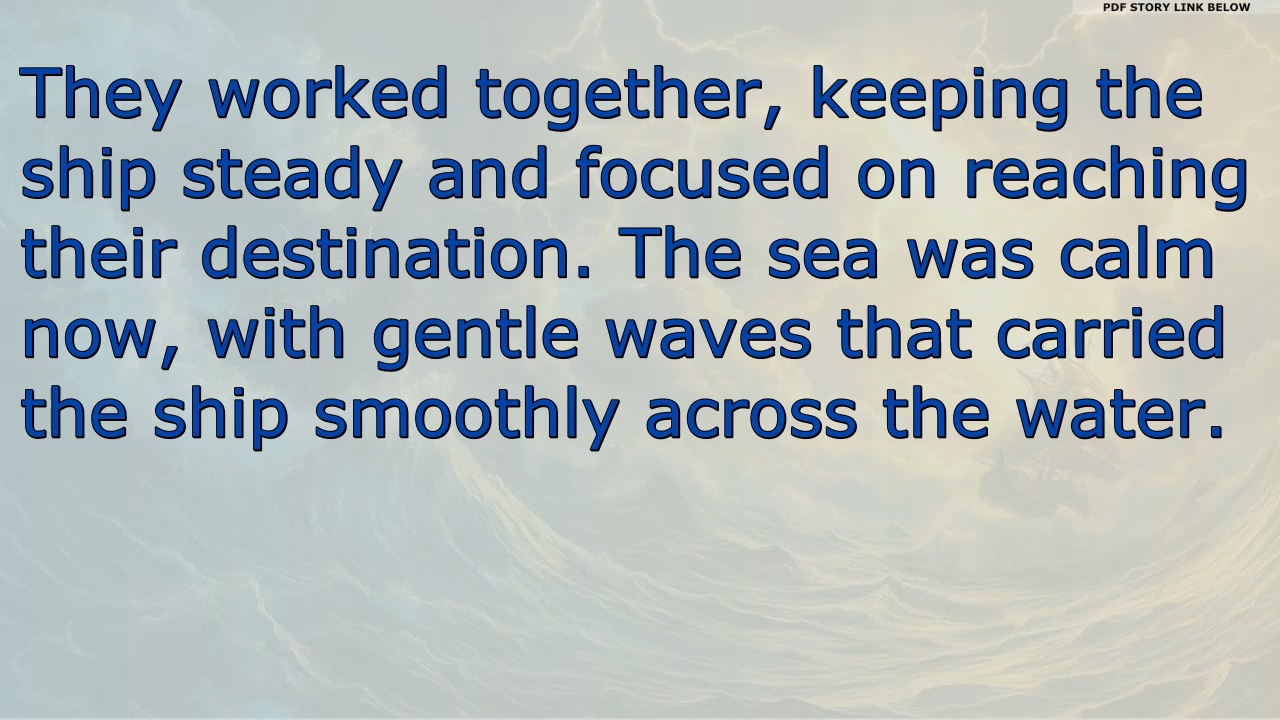 PDF STORY LINK BELOW
They worked together, keeping the
ship steady and focused on reaching
their destination. The sea was calm
now, with gentle waves that carried
the ship smoothly across the water.